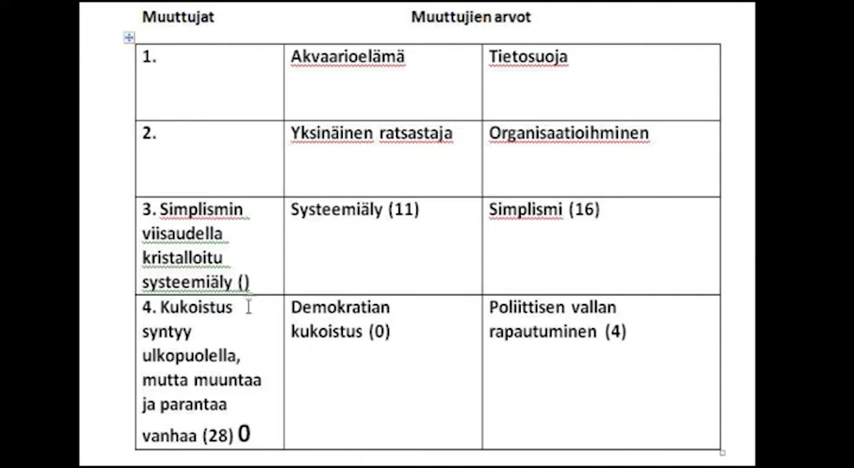 Muuttujat Muuttujien arvot
1. Akvaarioelämä Tietosuoja
2. Yksinäinen ratsastaja Organisaatioihminen
3. Simplismin
viisaudella
kristalloitu
systeemiäly ()
Systeemiäly (11) Simplismi (16)
4. Kukoistus
syntyy
ulkopuolella,
mutta muuntaa
ja parantaa
vanhaa (28) 0
Demokratian
kukoistus (0)
Poliittisen vallan
rapautuminen (4)